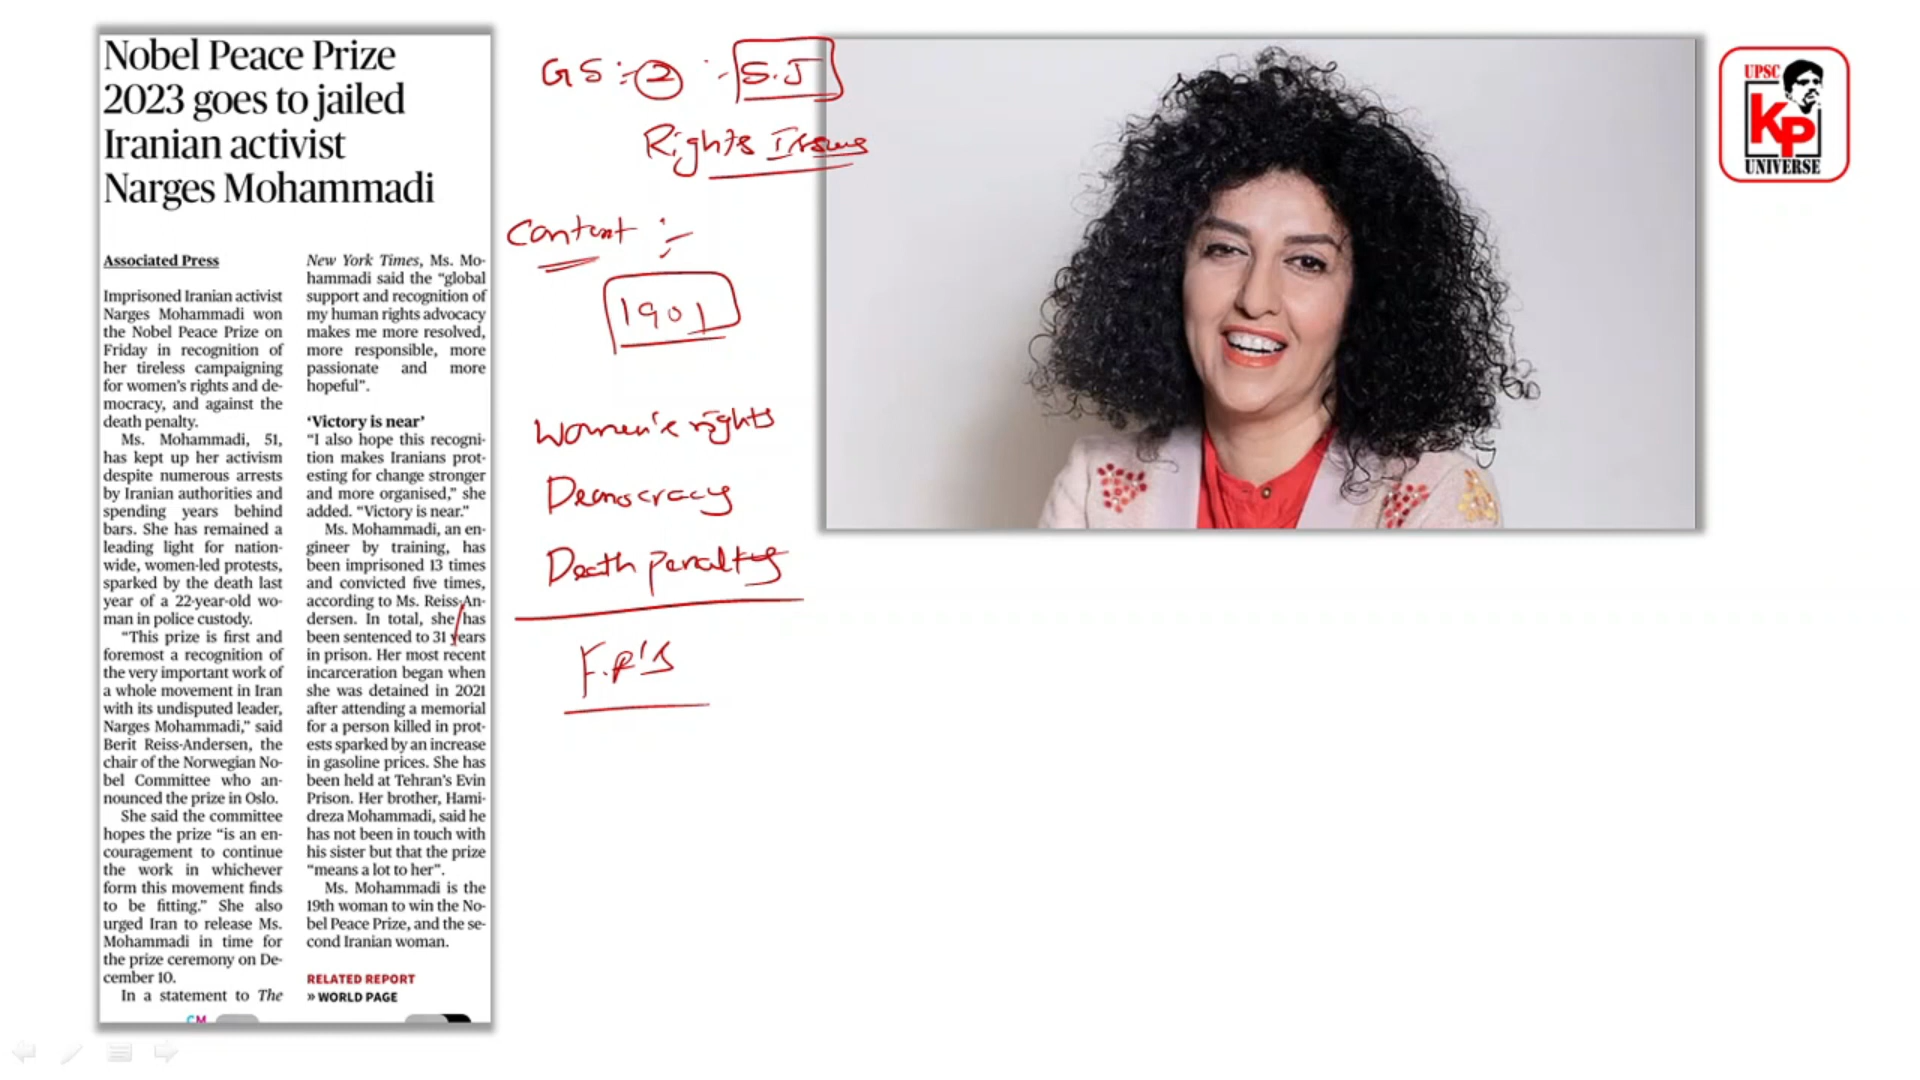 Nobel Peace Prize
2023 goes to jailed
Iranian activist
Narges Mohammadi
Associated Press
Imprisoned Iranian activist
Narges Mohammadi won
the Nobel Peace Prize on
Friday in recognition of
her tireless campaigning
for women's rights and de-
mocracy, and against the
death penalty.
Ms. Mohammadi, 51,
has kept up her activism
despite numerous arrests
by Iranian authorities and
spending years behind
bars. She has remained a
leading light for nation-
wide, women-led protests,
sparked by the death last
year of a 22-year-old wo-
man in police custody.
"This prize is first and
foremost a recognition of
the very important work of
a whole movement in Iran
with its undisputed leader,
Narges Mohammadi," said
Berit Reiss-Andersen, the
chair of the Norwegian No-
bel Committee who an-
nounced the prize in Oslo.
She said the committee
hopes the prize "is an en-
couragement to continue
the work in whichever
form this movement finds
to be fitting." She also
urged Iran to release Ms.
Mohammadi in time for
the prize ceremony on De-
cember 10.
In a statement to The
New York Times, Ms. Mo-
hammadi said the "global
support and recognition of
my human rights advocacy
makes me more resolved,
more responsible, more
passionate and more
hopeful".
'Victory is near'
"I also hope this recogni-
tion makes Iranians prot-
esting for change stronger
and more organised," she
added. "Victory is near."
Ms. Mohammadi, an en-
gineer by training, has
been imprisoned 13 times
and convicted five times,
according to Ms. Reiss-An-
dersen. In total, she has
been sentenced to 31 years
in prison. Her most recent
incarceration began when
she was detained in 2021
after attending a memorial
for a person killed in prot-
ests sparked by an increase
in gasoline prices. She has
been held at Tehran's Evin
Prison. Her brother, Hami-
dreza Mohammadi, said he
has not been in touch with
his sister but that the prize
"means a lot to her".
Ms. Mohammadi is the
19th woman to win the No-
bel Peace Prize, and the se-
cond Iranian woman.
RELATED REPORT
» WORLD PAGE
CM
GS :- 2 :- S.J
Rights Issues
Context :-
1901
Women's rights
Democracy
Death penalty
F.R's
UPSC
KP
UNIVERSE